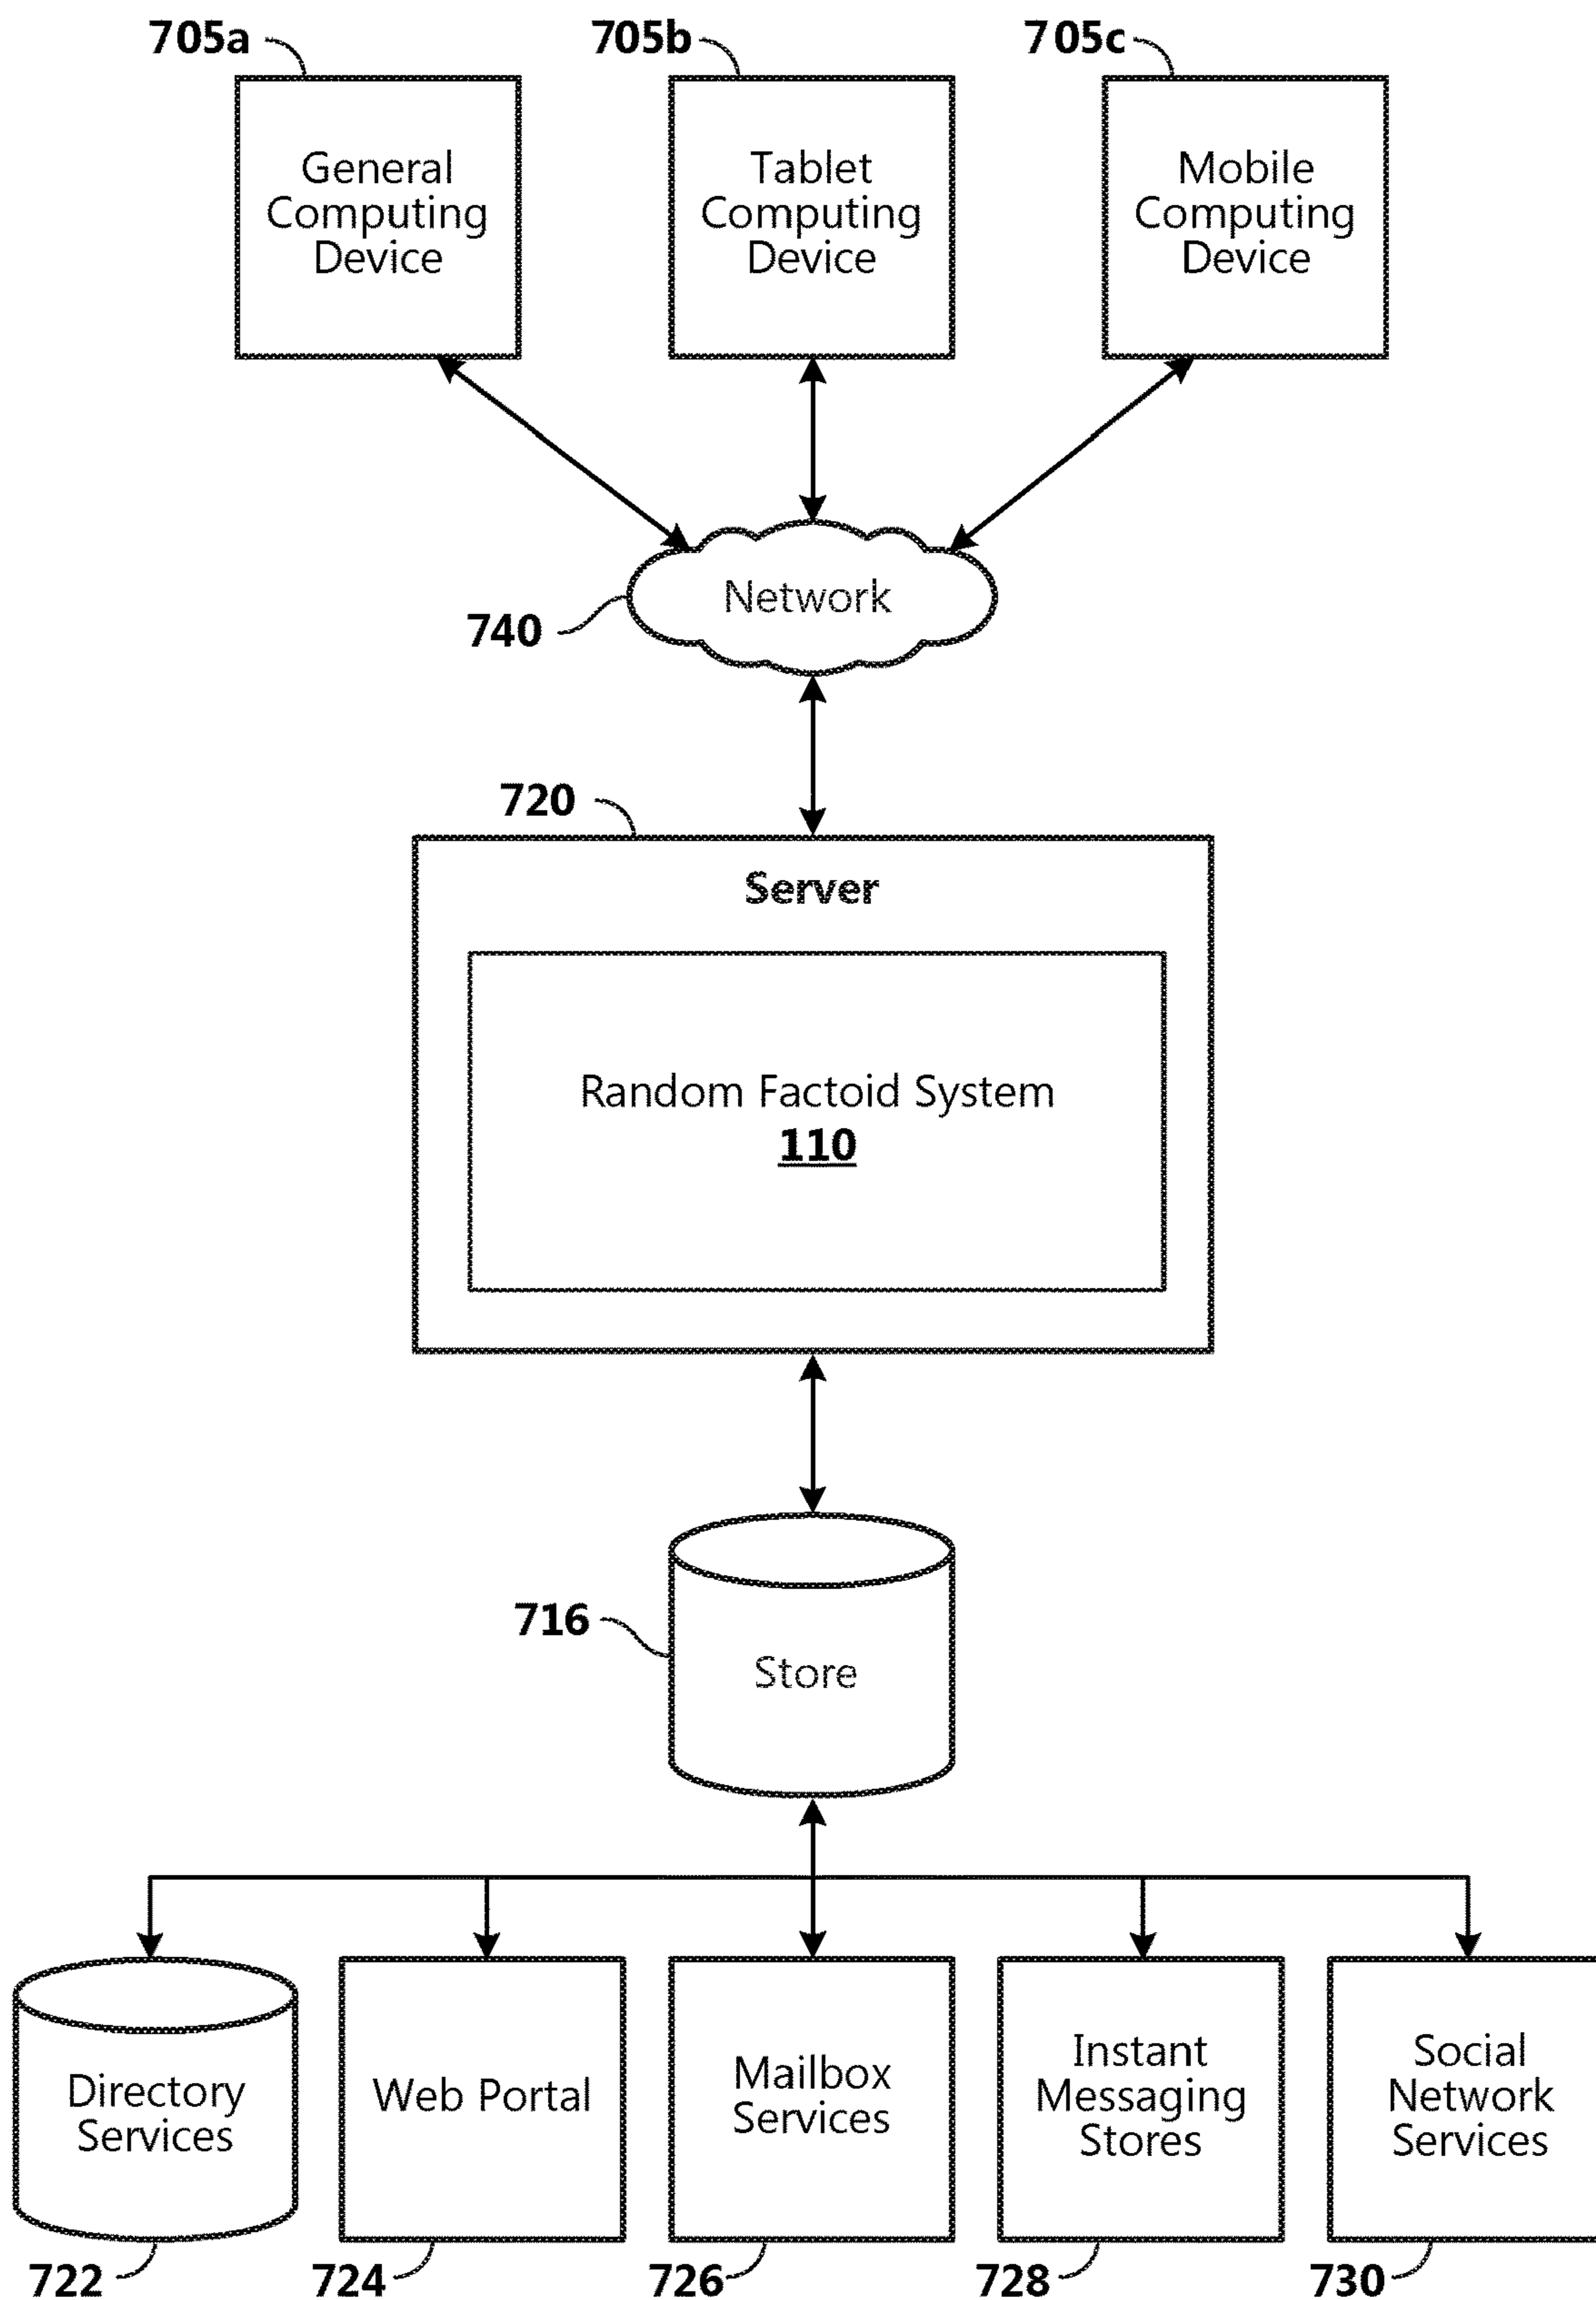 705a
705b
705c
General
Computing
Device
Tablet
Computing
Device
Mobile
Computing
Device
Network
740
720
Server
Random Factoid System
110
716
Store
Directory
Services
Web Portal
Mailbox
Services
Instant
Messaging
Stores
Social
Network
Services
722
724
726
728
730